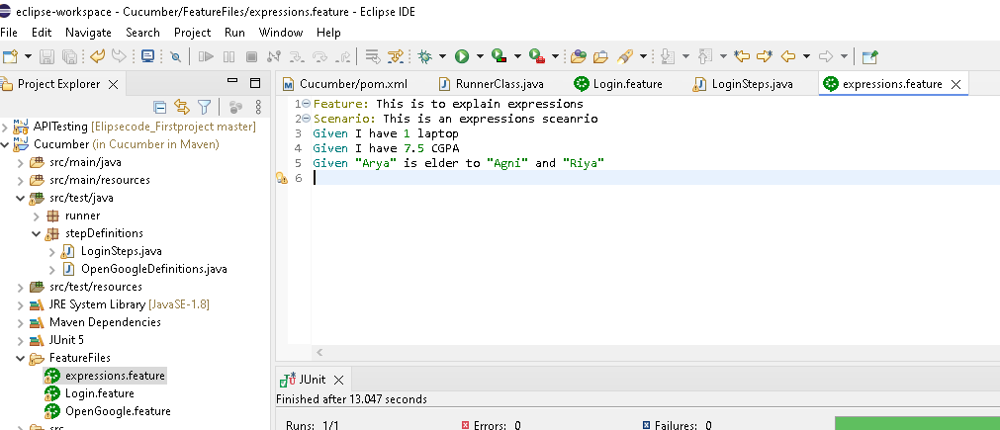 eclipse-workspace - Cucumber/FeatureFiles/expressions.feature - Eclipse IDE
File Edit Navigate Search Project Run Window Help
Project Explorer
Cucumber/pom.xml RunnerClass.java Login.feature LoginSteps.java expressions.feature
APITesting [Elipsecode_Firstproject master]
Cucumber (in Cucumber in Maven)
src/main/java
src/main/resources
src/test/java
runner
stepDefinitions
LoginSteps.java
OpenGoogleDefinitions.java
src/test/resources
JRE System Library [JavaSE-1.8]
Maven Dependencies
JUnit 5
FeatureFiles
expressions.feature
Login.feature
OpenGoogle.feature
src
1 Feature: This is to explain expressions
2 Scenario: This is an expressions sceanrio
3 Given I have 1 laptop
4 Given I have 7.5 CGPA
5 Given "Arya" is elder to "Agni" and "Riya"
6
JUnit
Finished after 13.047 seconds
Runs: 1/1 Errors: 0 Failures: 0